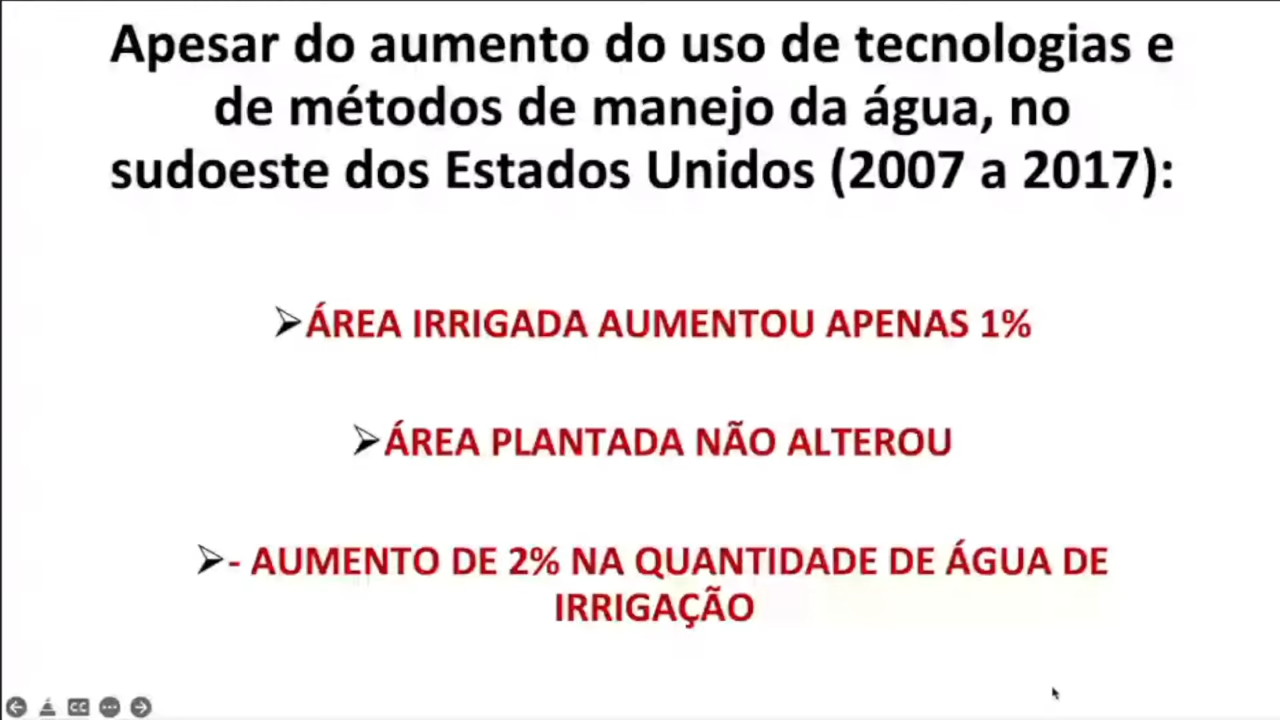 Apesar do aumento do uso de tecnologias e
de métodos de manejo da água, no
sudoeste dos Estados Unidos (2007 a 2017):
➢ÁREA IRRIGADA AUMENTOU APENAS 1%
➢ÁREA PLANTADA NÃO ALTEROU
➢- AUMENTO DE 2% NA QUANTIDADE DE ÁGUA DE
IRRIGAÇÃO
CC